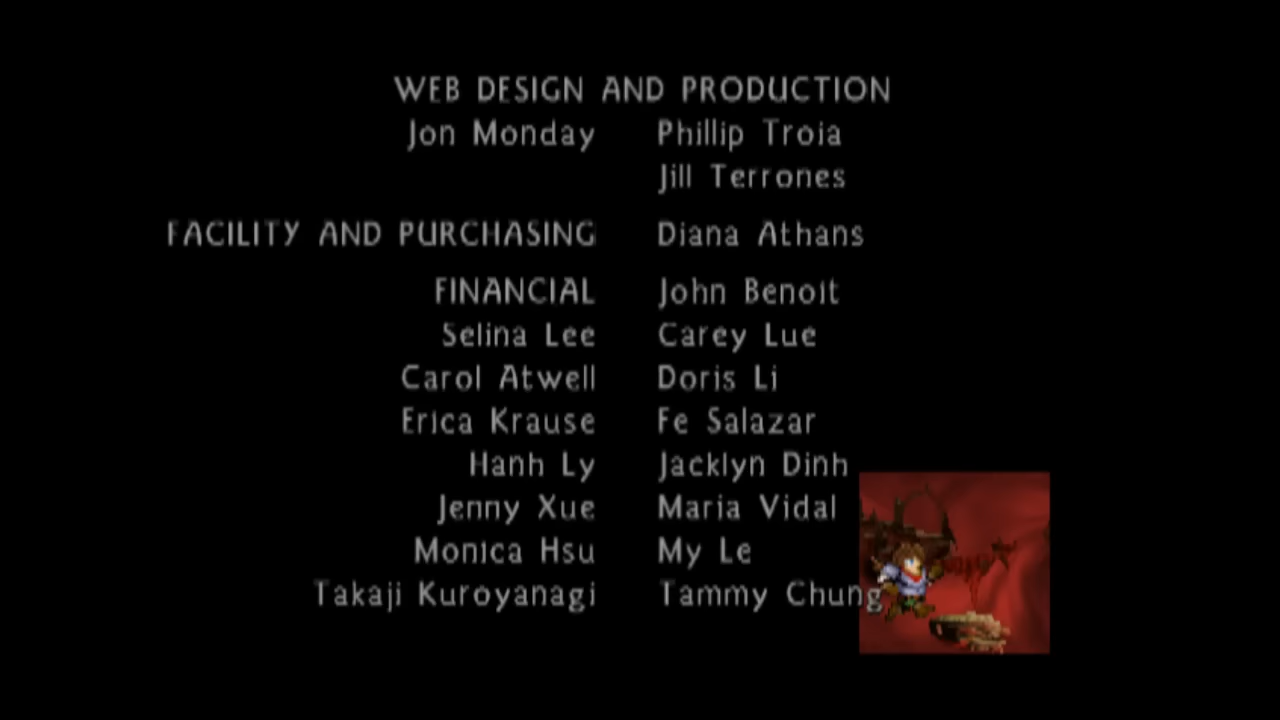 WEB DESIGN AND PRODUCTION
Jon Monday Phillip Troia
Jill Terrones
FACILITY AND PURCHASING Diana Athans
FINANCIAL John Benoit
Selina Lee Carey Lue
Carol Atwell Doris Li
Erica Krause Fe Salazar
Hanh Ly Jacklyn Dinh
Jenny Xue Maria Vidal
Monica Hsu My Le
Takaji Kuroyanagi Tammy Chung